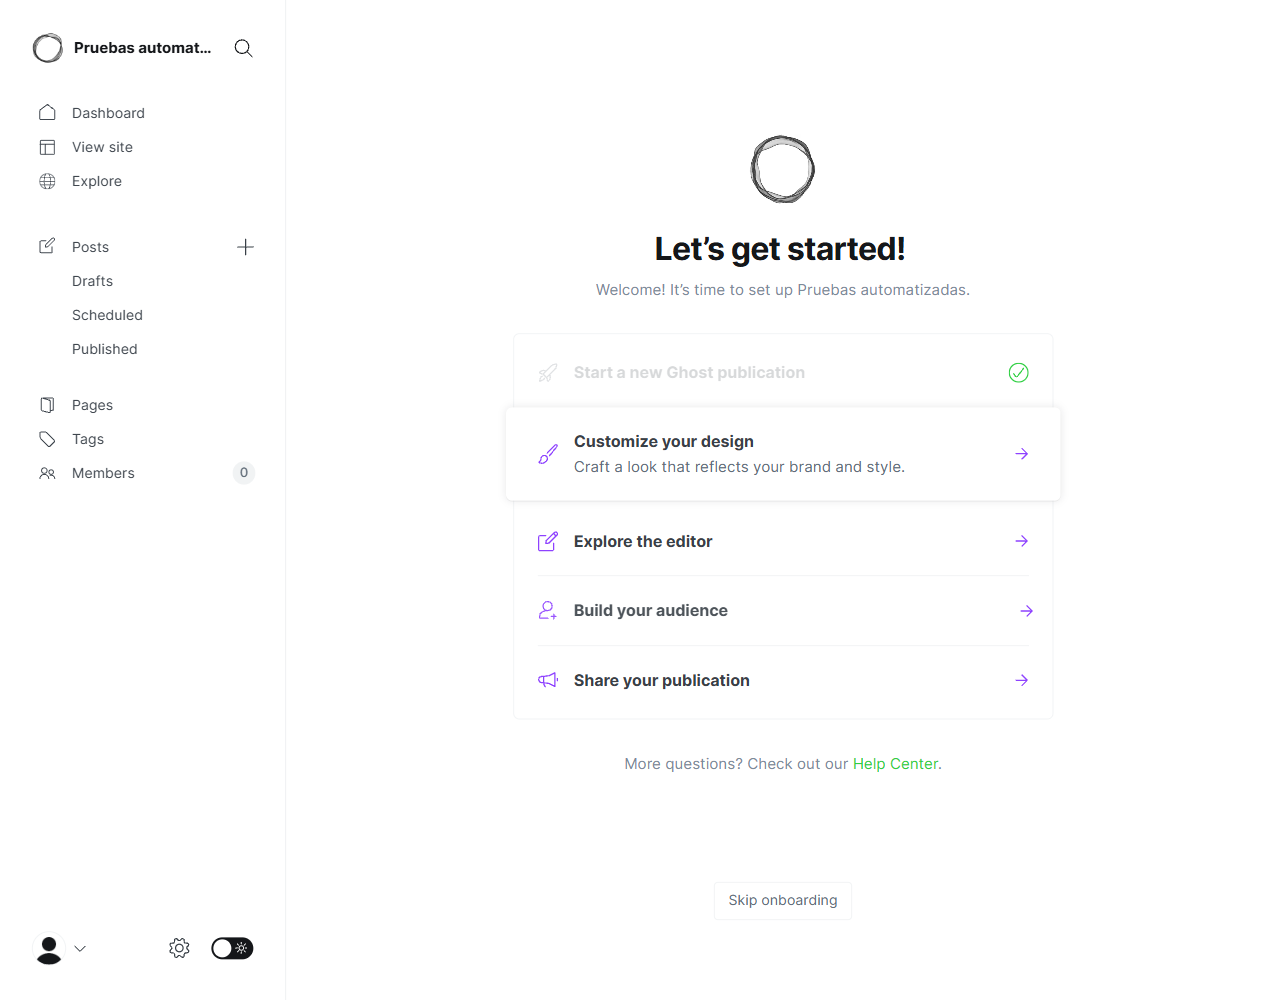 Pruebas automat...
Dashboard
View site
Explore
Posts
Drafts
Scheduled
Published
Pages
Tags
Members 0
Let’s get started!
Welcome! It’s time to set up Pruebas automatizadas.
Start a new Ghost publication
Customize your design
Craft a look that reflects your brand and style.
Explore the editor
Build your audience
Share your publication
More questions? Check out our Help Center.
Skip onboarding